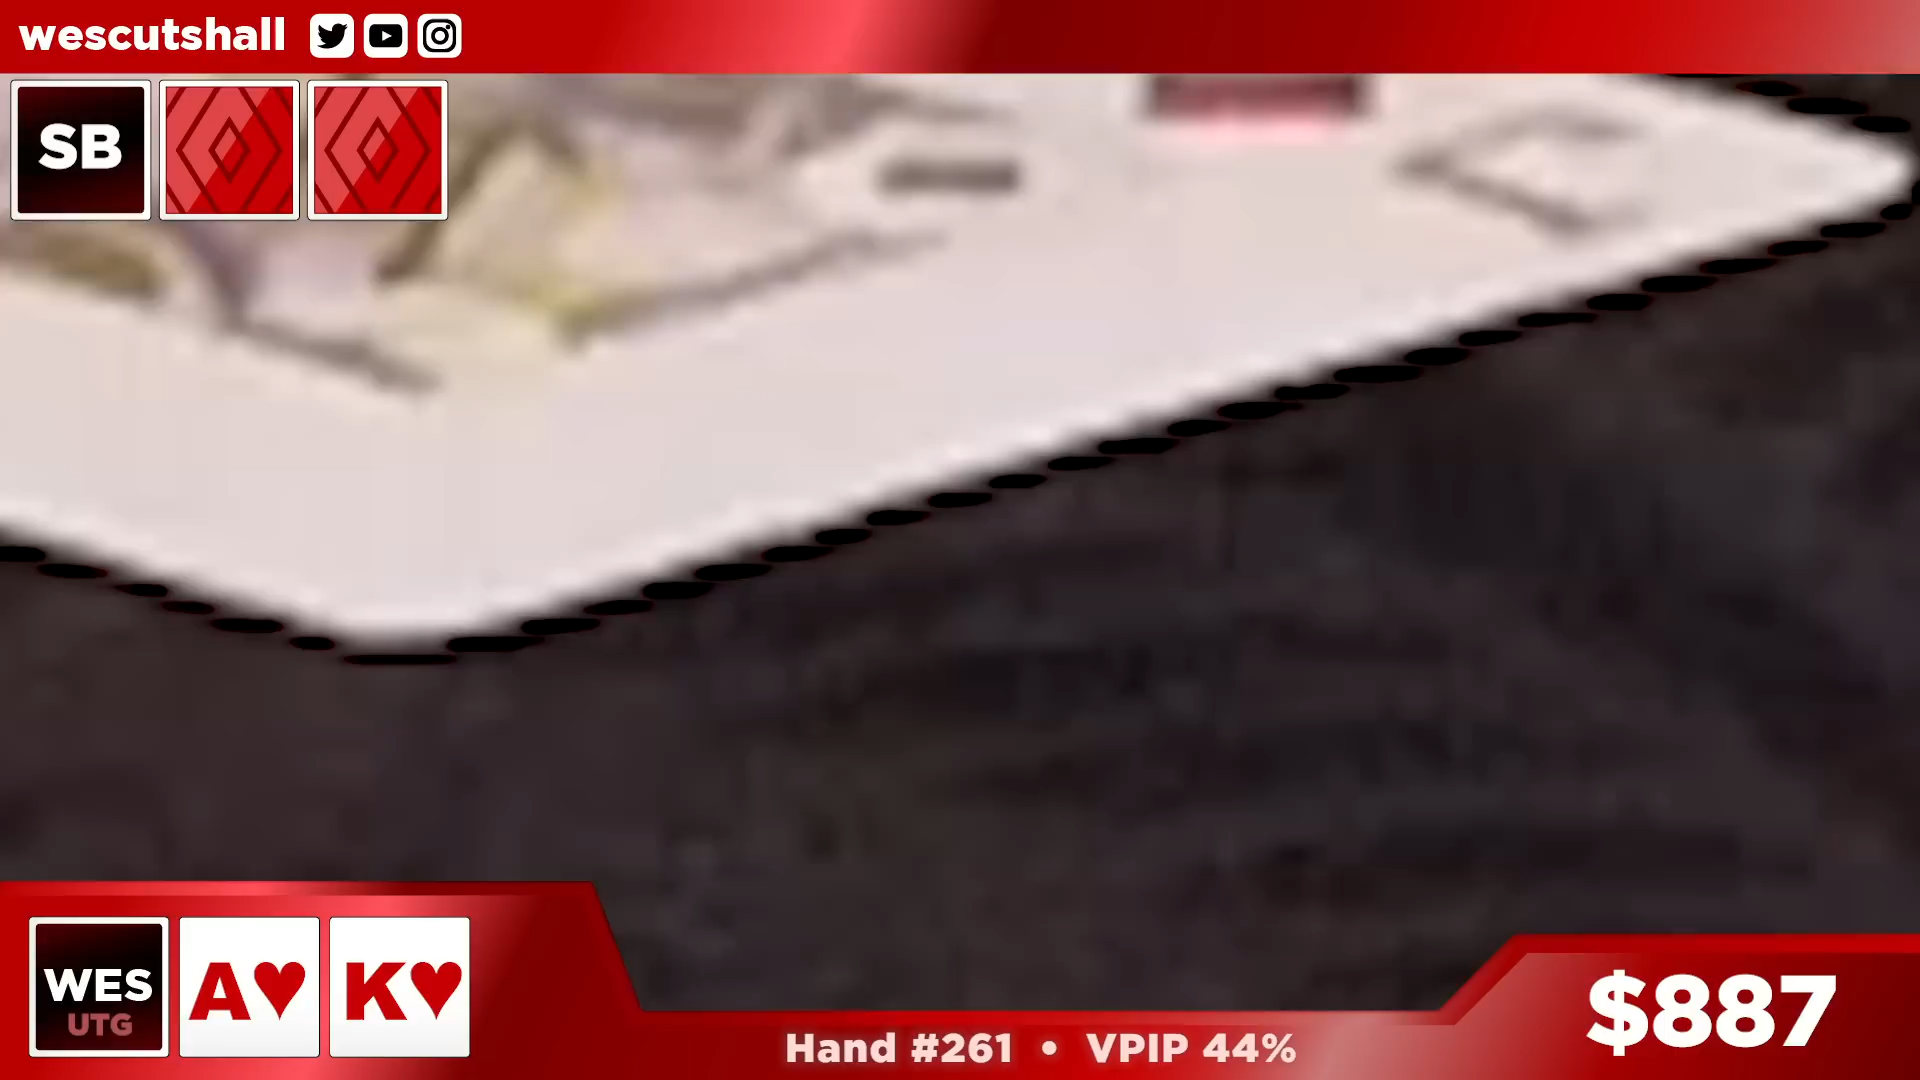 wescutshall
SB
WES
UTG
A♥
K♥
Hand #261 • VPIP 44%
$887